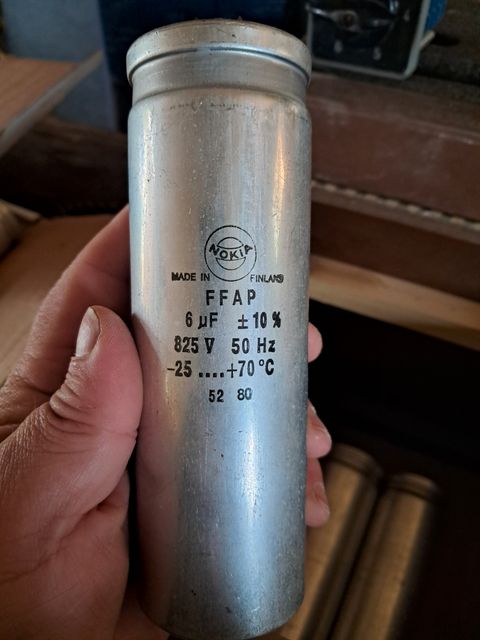 NOKIA
MADE IN FINLAND
FFAP
6 µF ±10 %
825 V 50 Hz
-25 ....+70 °C
52 80